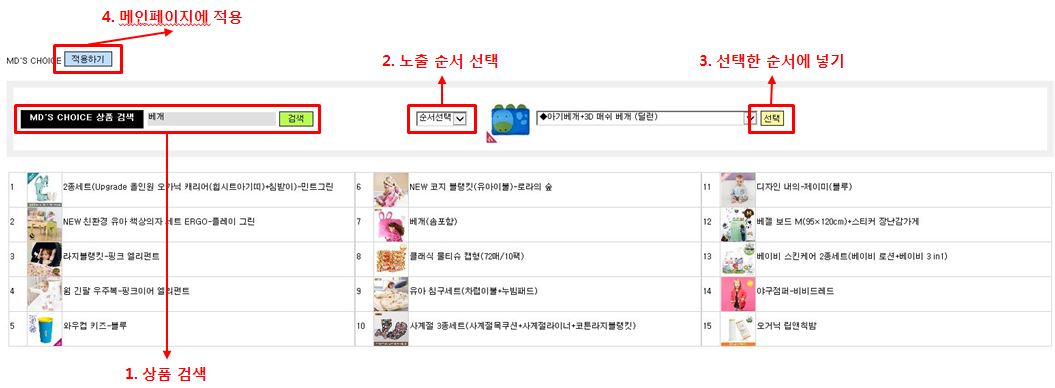 4. 메인페이지에 적용
MD'S CHOICE 적용하기
2. 노출 순서 선택
3. 선택한 순서에 넣기
MD'S CHOICE 상품 검색 베개 검색 순서선택 ◆아기베개+3D 매쉬 베개 (달런) 선택
1 2종세트(Upgrade 올인원 오가닉 캐리어(힙시트아기띠)+침받이)-민트그린
2 NEW 친환경 유아 책상의자 세트 ERGO-플레이 그린
3 라지블랭킷-핑크 엘리펀트
4 윔 긴팔 우주복-핑크이어 엘리펀트
5 와우컵 키즈-블루
6 NEW 코지 블랭킷(유아이불)-로라의 숲
7 베개(솜포함)
8 클래식 물티슈 캡형(72매/10팩)
9 유아 침구세트(차렵이불+누빔패드)
10 사계절 3종세트(사계절목쿠션+사계절라이너+코튼라지블랭킷)
11 디자인 내의-제이미(블루)
12 베젤 보드 M(95×120cm)+스티커 장난감가게
13 베이비 스킨케어 2종세트(베이비 로션+베이비 3 in1)
14 야구점퍼-비비드레드
15 오거닉 립앤칙밤
1. 상품 검색